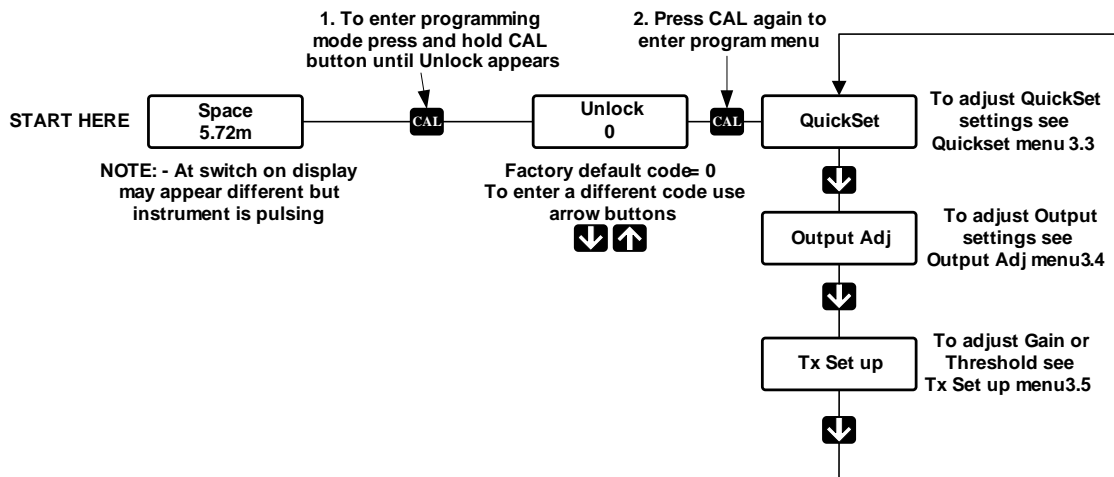 1. To enter programming
mode press and hold CAL
button until Unlock appears
2. Press CAL again to
enter program menu
START HERE
Space
5.72m
CAL
Unlock
0
CAL
QuickSet
To adjust QuickSet
settings see
Quickset menu 3.3
NOTE: - At switch on display
may appear different but
instrument is pulsing
Factory default code= 0
To enter a different code use
arrow buttons
Output Adj
To adjust Output
settings see
Output Adj menu3.4
Tx Set up
To adjust Gain or
Threshold see
Tx Set up menu3.5